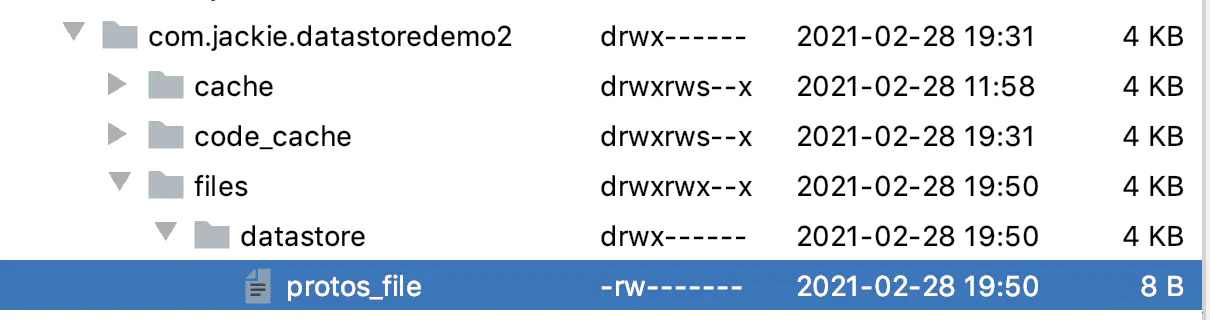 com.jackie.datastoredemo2 drwx------ 2021-02-28 19:31 4 KB
cache drwxrws--x 2021-02-28 11:58 4 KB
code_cache drwxrws--x 2021-02-28 19:31 4 KB
files drwxrwx--x 2021-02-28 19:50 4 KB
datastore drwx------ 2021-02-28 19:50 4 KB
protos_file -rw------- 2021-02-28 19:50 8 B